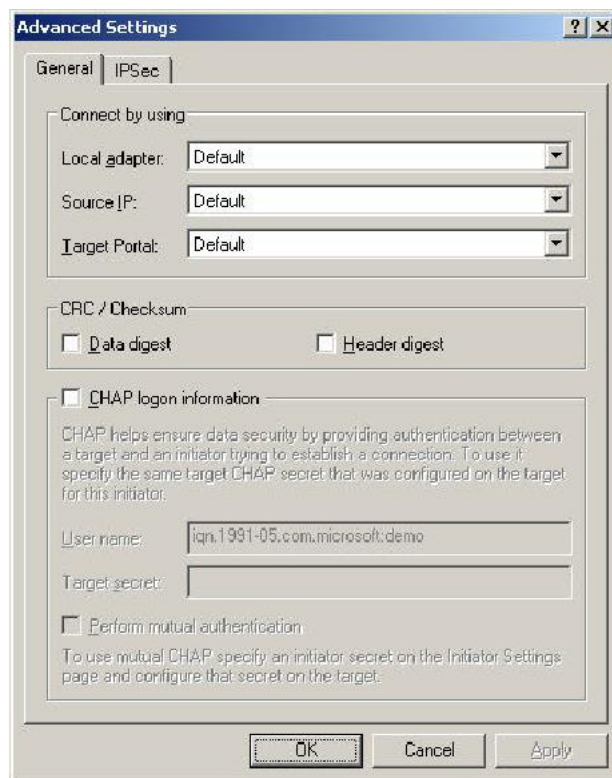 Advanced Settings
General
IPSec
Connect by using
Local adapter: Default
Source IP: Default
Target Portal: Default
CRC / Checksum
Data digest
Header digest
CHAP logon information
CHAP helps ensure data security by providing authentication between
a target and an initiator trying to establish a connection. To use it
specify the same target CHAP secret that was configured on the target
for this initiator.
User name: iqn.1991-05.com.microsoft:demo
Target secret:
Perform mutual authentication
To use mutual CHAP specify an initiator secret on the Initiator Settings
page and configure that secret on the target.
OK
Cancel
Apply